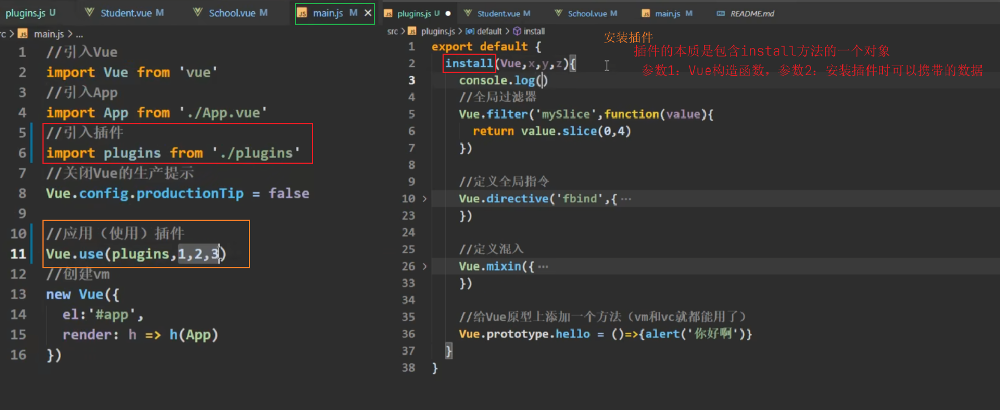 plugins.js U Student.vue M School.vue M JS main.js M ×
rc > JS main.js > ...
1 //引入Vue
2 import Vue from 'vue'
3 //引入App
4 import App from './App.vue'
5 //引入插件
6 import plugins from './plugins'
7 //关闭Vue的生产提示
8 Vue.config.productionTip = false
9
10 //应用（使用）插件
11 Vue.use(plugins,1,2,3)
12 //创建vm
13 new Vue({
14 el:'#app',
15 render: h => h(App)
16 })
JS plugins.js U ● Student.vue M School.vue M JS main.js M README.md
src > JS plugins.js > default > install
安装插件
插件的本质是包含install方法的一个对象
参数1：Vue构造函数，参数2：安装插件时可以携带的数据
1 export default {
2 install(Vue,x,y,z){
3 console.log()
4 //全局过滤器
5 Vue.filter('mySlice',function(value){
6 return value.slice(0,4)
7 })
8
9 //定义全局指令
10 > Vue.directive('fbind',{ ···
23 })
24
25 //定义混入
26 > Vue.mixin({ ···
33 })
34
35 //给Vue原型上添加一个方法（vm和vc就都能用了）
36 Vue.prototype.hello = ()=>{alert('你好啊')}
37 }
38 }